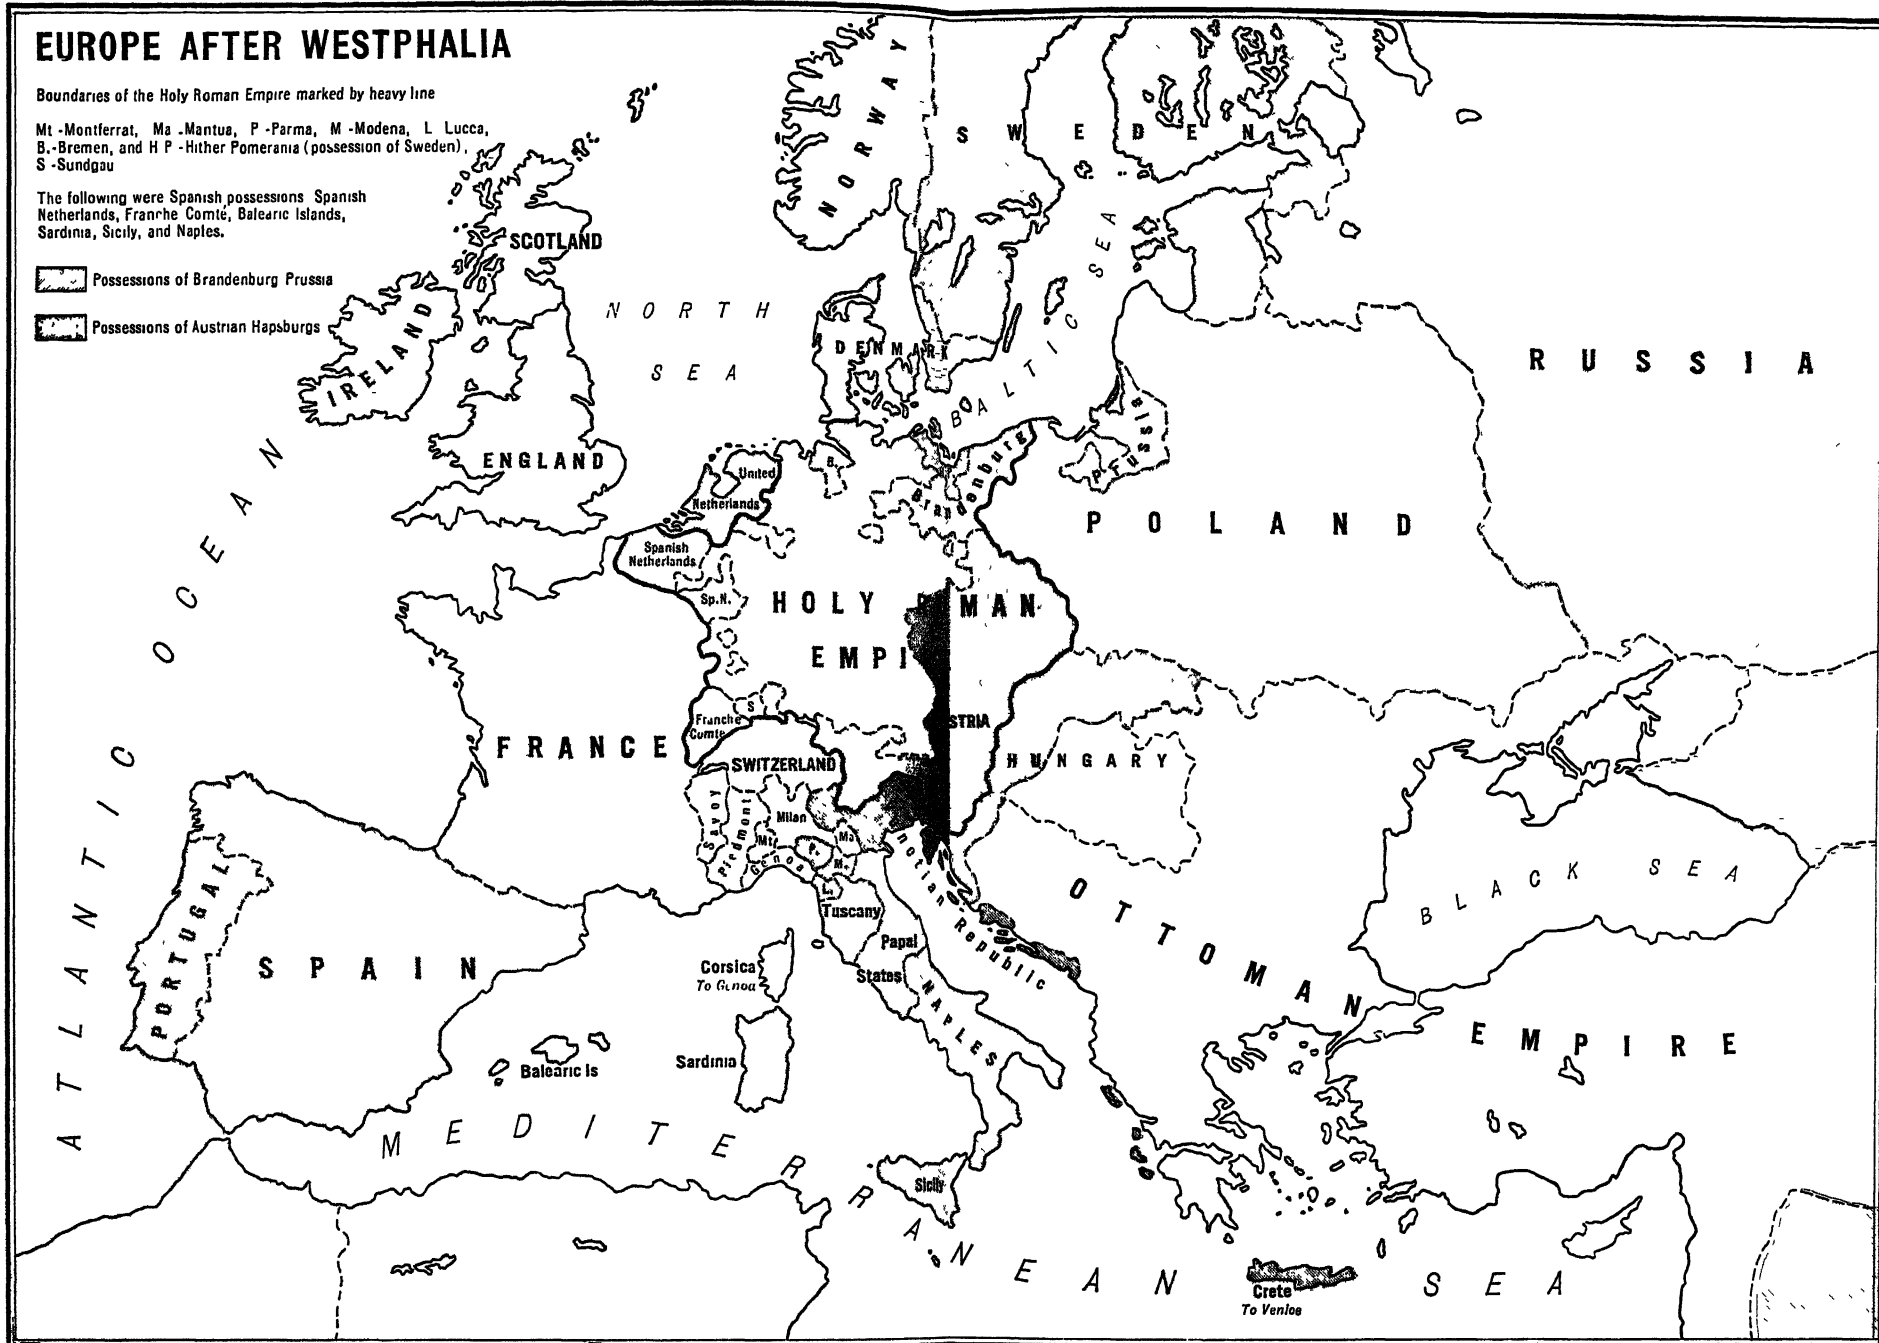 EUROPE AFTER WESTPHALIA
Boundaries of the Holy Roman Empire marked by heavy line
Mt -Montferrat, Ma -Mantua, P -Parma, M -Modena, L Lucca,
B.-Bremen, and H P -Hither Pomerania (possession of Sweden),
S -Sundgau
The following were Spanish possessions Spanish
Netherlands, Franche Comté, Balearic Islands,
Sardinia, Sicily, and Naples.
Possessions of Brandenburg Prussia
Possessions of Austrian Hapsburgs
NORWAY
SWEDEN
SCOTLAND
IRELAND
ENGLAND
NORTH
SEA
DENMARK
BALTIC SEA
RUSSIA
Prussia
Brandenburg
POLAND
B.
United
Netherlands
Spanish
Netherlands
Sp.N.
HOLY MAN
EMPI
ATLANTIC OCEAN
FRANCE
Franche
Comté
S
SWITZERLAND
STRIA
HUNGARY
Savoy
Piedmont
Milan
Mt.
Ma
P.
M.
Genoa
L.
Tuscany
Papal
States
NAPLES
netian Republic
Corsica
To Genoa
Sardinia
Balearic Is
PORTUGAL
SPAIN
MEDITERRANEAN SEA
Sicily
OTTOMAN
EMPIRE
BLACK SEA
Crete
To Venice